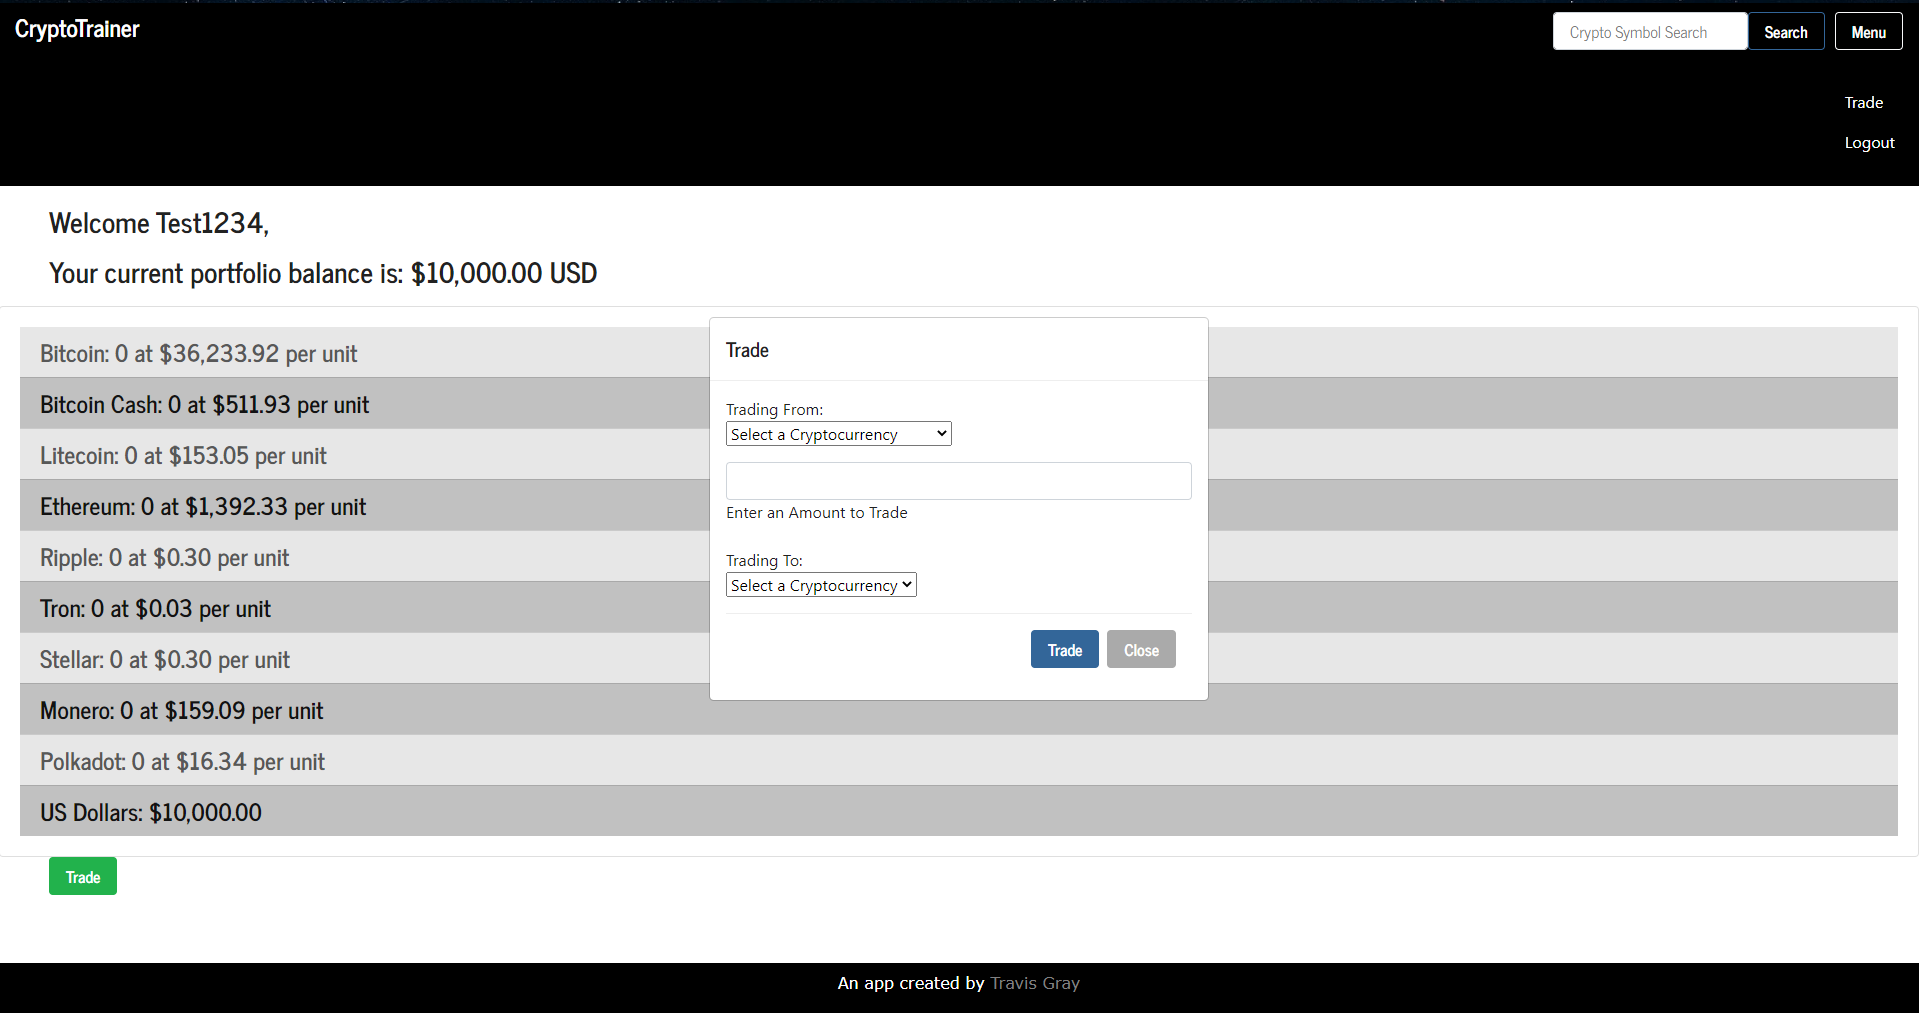 CryptoTrainer
Crypto Symbol Search
Search
Menu
Trade
Logout
Welcome Test1234,
Your current portfolio balance is: $10,000.00 USD
Bitcoin: 0 at $36,233.92 per unit
Bitcoin Cash: 0 at $511.93 per unit
Litecoin: 0 at $153.05 per unit
Ethereum: 0 at $1,392.33 per unit
Ripple: 0 at $0.30 per unit
Tron: 0 at $0.03 per unit
Stellar: 0 at $0.30 per unit
Monero: 0 at $159.09 per unit
Polkadot: 0 at $16.34 per unit
US Dollars: $10,000.00
Trade
Trading From:
Select a Cryptocurrency
Enter an Amount to Trade
Trading To:
Select a Cryptocurrency
Trade
Close
Trade
An app created by Travis Gray